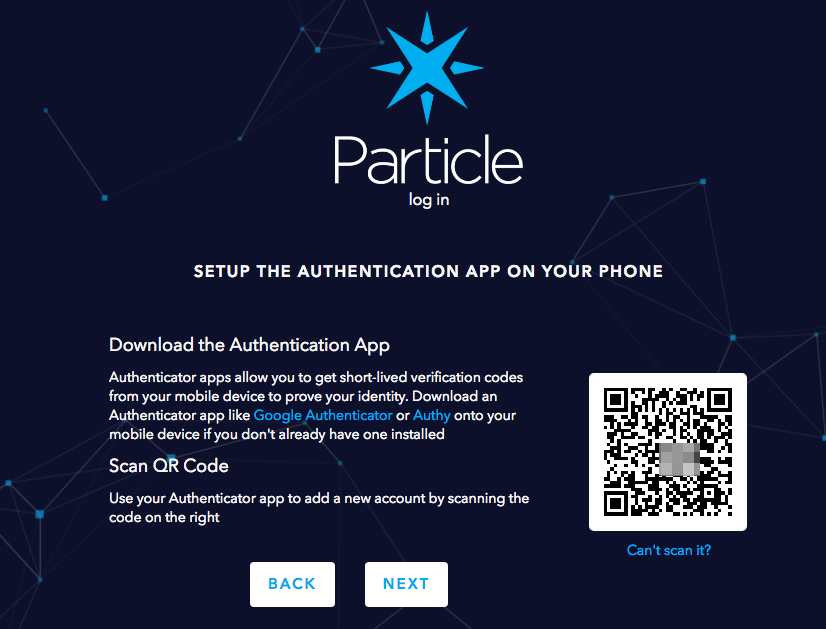 Particle
log in
SETUP THE AUTHENTICATION APP ON YOUR PHONE
Download the Authentication App
Authenticator apps allow you to get short-lived verification codes
from your mobile device to prove your identity. Download an
Authenticator app like Google Authenticator or Authy onto your
mobile device if you don't already have one installed
Scan QR Code
Use your Authenticator app to add a new account by scanning the
code on the right
Can't scan it?
BACK
NEXT